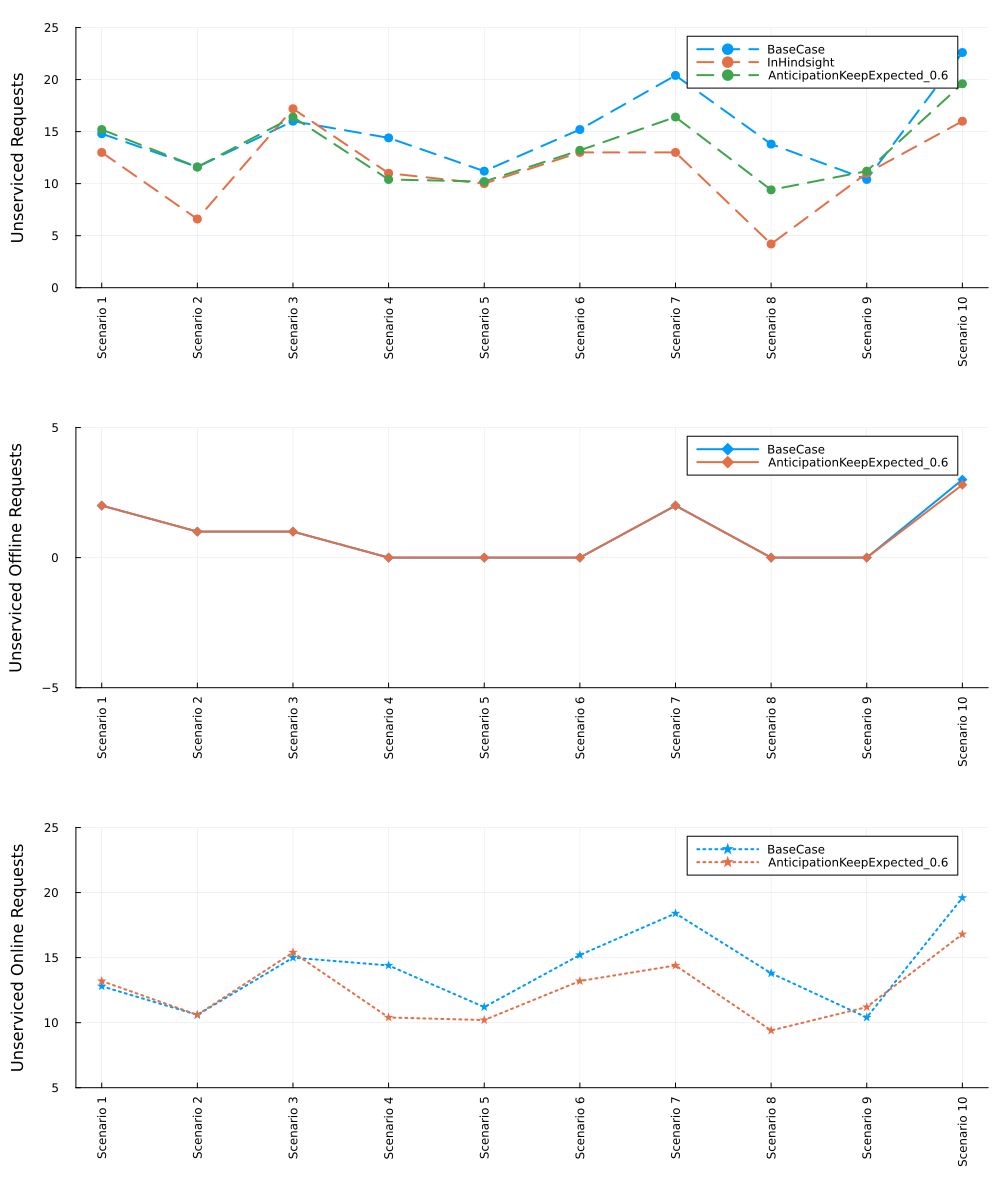 Unserviced Requests
25
20
15
10
5
0
BaseCase
InHindsight
AnticipationKeepExpected_0.6
Scenario 1
Scenario 2
Scenario 3
Scenario 4
Scenario 5
Scenario 6
Scenario 7
Scenario 8
Scenario 9
Scenario 10
Unserviced Offline Requests
5
0
−5
BaseCase
AnticipationKeepExpected_0.6
Scenario 1
Scenario 2
Scenario 3
Scenario 4
Scenario 5
Scenario 6
Scenario 7
Scenario 8
Scenario 9
Scenario 10
Unserviced Online Requests
25
20
15
10
5
BaseCase
AnticipationKeepExpected_0.6
Scenario 1
Scenario 2
Scenario 3
Scenario 4
Scenario 5
Scenario 6
Scenario 7
Scenario 8
Scenario 9
Scenario 10